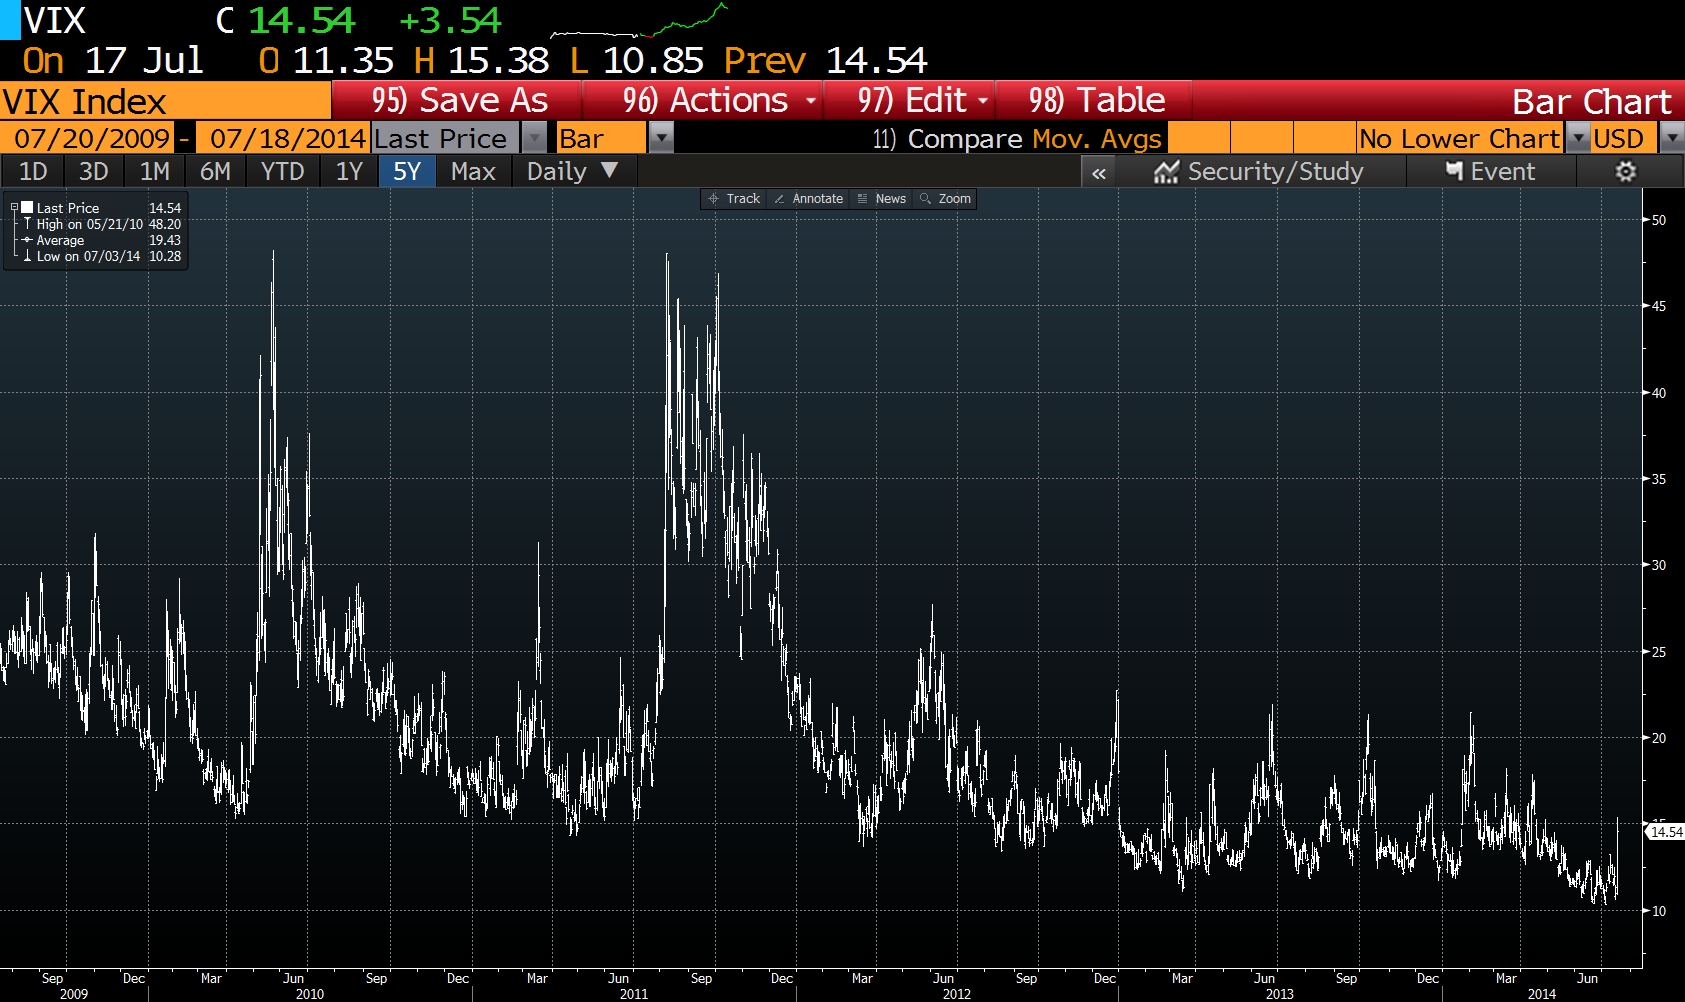 VIX C 14.54 +3.54
On 17 Jul O 11.35 H 15.38 L 10.85 Prev 14.54
VIX Index 95) Save As 96) Actions 97) Edit 98) Table Bar Chart
07/20/2009 - 07/18/2014 Last Price Bar 11) Compare Mov. Avgs No Lower Chart USD
1D 3D 1M 6M YTD 1Y 5Y Max Daily ▼ « Security/Study Event
Track Annotate News Zoom
Last Price 14.54
High on 05/21/10 48.20
Average 19.43
Low on 07/03/14 10.28
50
45
40
35
30
25
20
15
14.54
10
Sep Dec Mar Jun Sep Dec Mar Jun Sep Dec Mar Jun Sep Dec Mar Jun Sep Dec Mar Jun
2009 2010 2011 2012 2013 2014